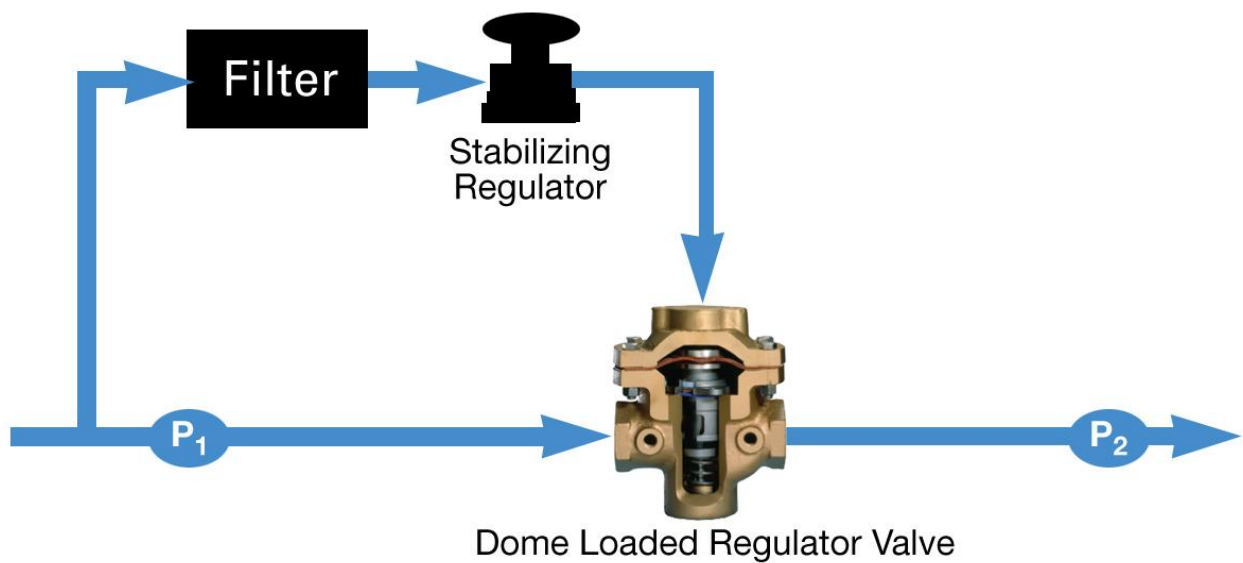 Filter
Stabilizing
Regulator
P₁
P₂
Dome Loaded Regulator Valve